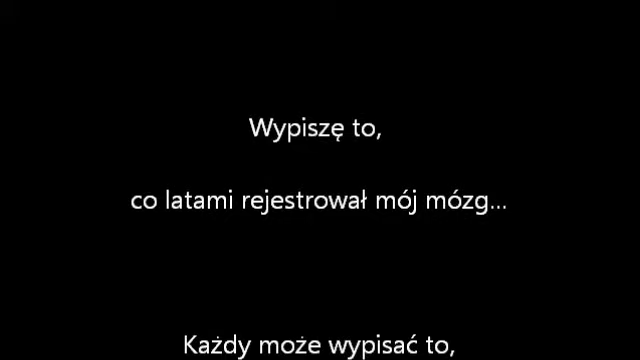 Wypiszę to,
co latami rejestrował mój mózg...
Każdy może wypisać to,